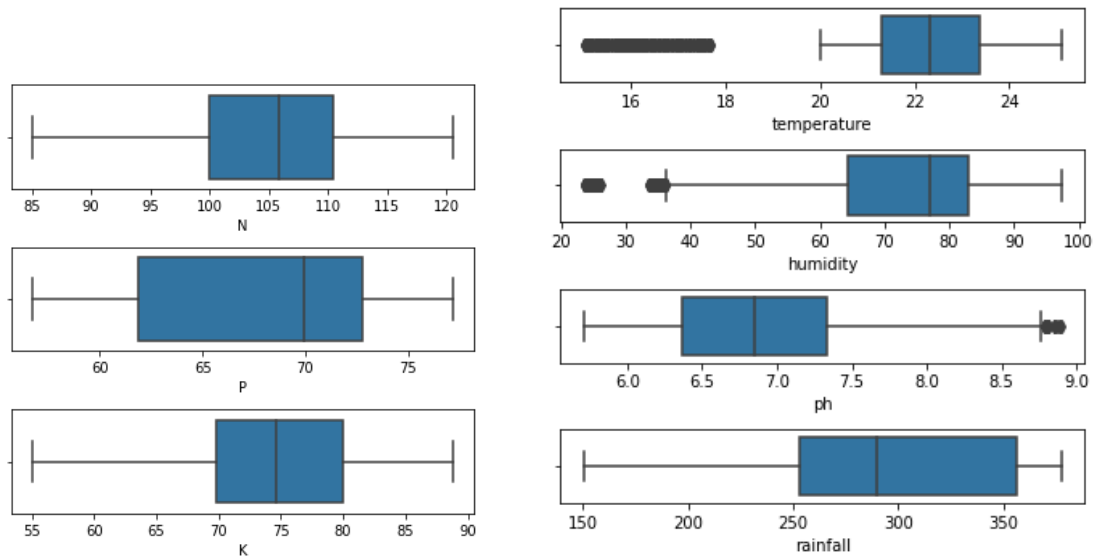 85 90 95 100 105 110 115 120
N
60 65 70 75
P
55 60 65 70 75 80 85 90
K
16 18 20 22 24
temperature
20 30 40 50 60 70 80 90 100
humidity
6.0 6.5 7.0 7.5 8.0 8.5 9.0
ph
150 200 250 300 350
rainfall